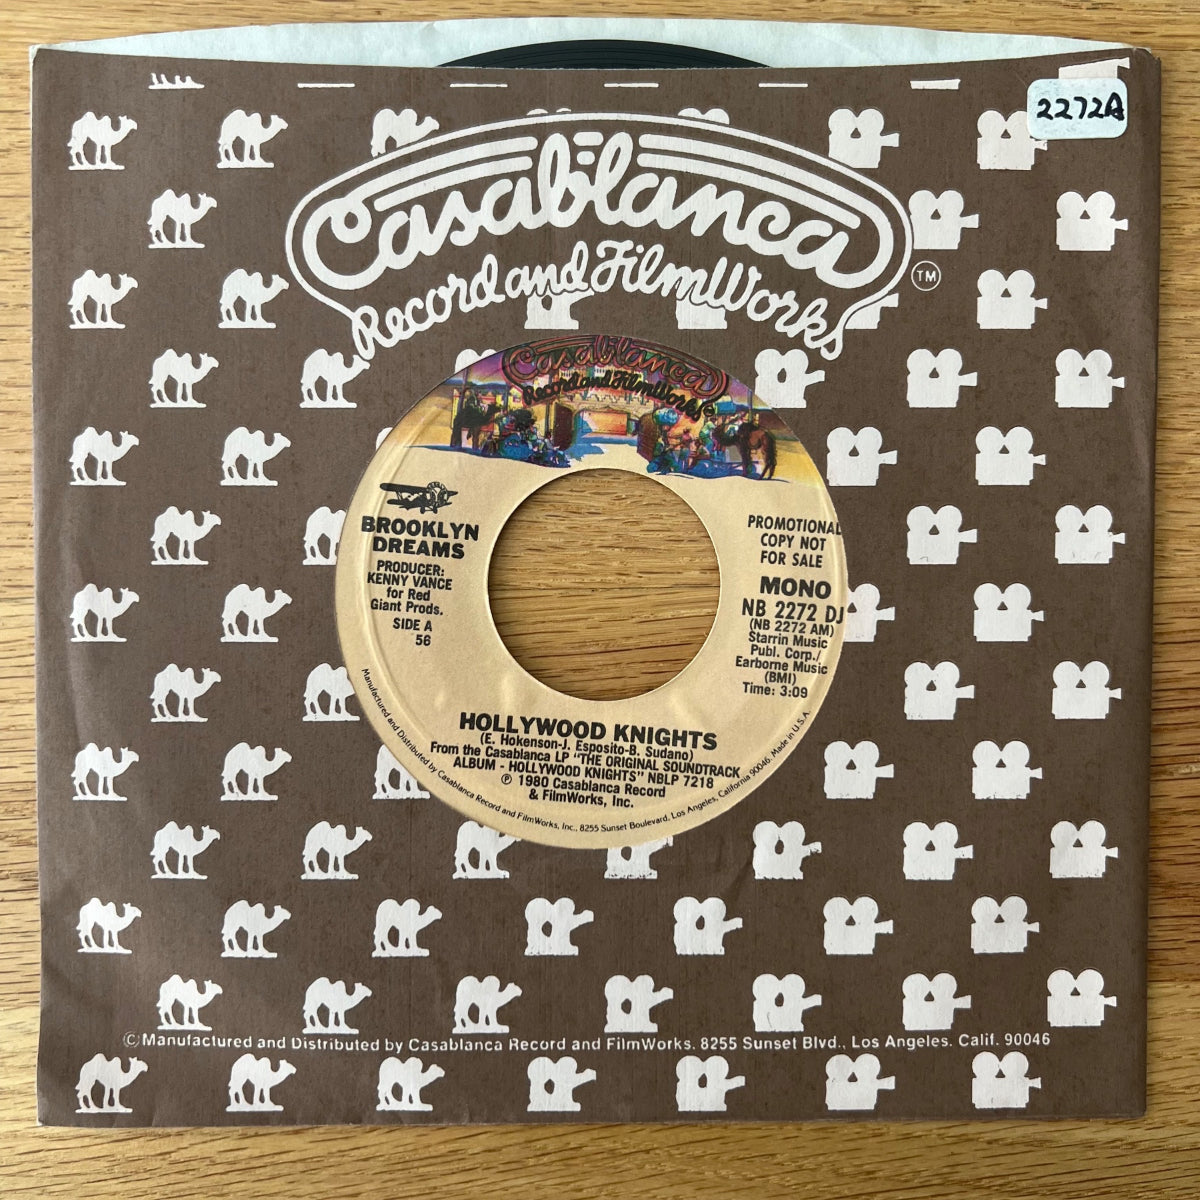 2272A
Casablanca
Record and FilmWorks
TM
Casablanca
Record and FilmWorks
BROOKLYN
DREAMS
PRODUCER:
KENNY VANCE
for Red
Giant Prods.
SIDE A
56
PROMOTIONAL
COPY NOT
FOR SALE
MONO
NB 2272 DJ
(NB 2272 AM)
Starrin Music
Publ. Corp./
Earborne Music
(BMI)
Time: 3:09
HOLLYWOOD KNIGHTS
(E. Hokenson-J. Esposito-B. Sudano)
From the Casablanca LP "THE ORIGINAL SOUNDTRACK
ALBUM - HOLLYWOOD KNIGHTS" NBLP 7218
℗ 1980 Casablanca Record
& FilmWorks, Inc.
Manufactured and Distributed by Casablanca Record and FilmWorks, Inc., 8255 Sunset Boulevard, Los Angeles, California 90046. Made in U.S.A.
©Manufactured and Distributed by Casablanca Record and FilmWorks. 8255 Sunset Blvd., Los Angeles. Calif. 90046